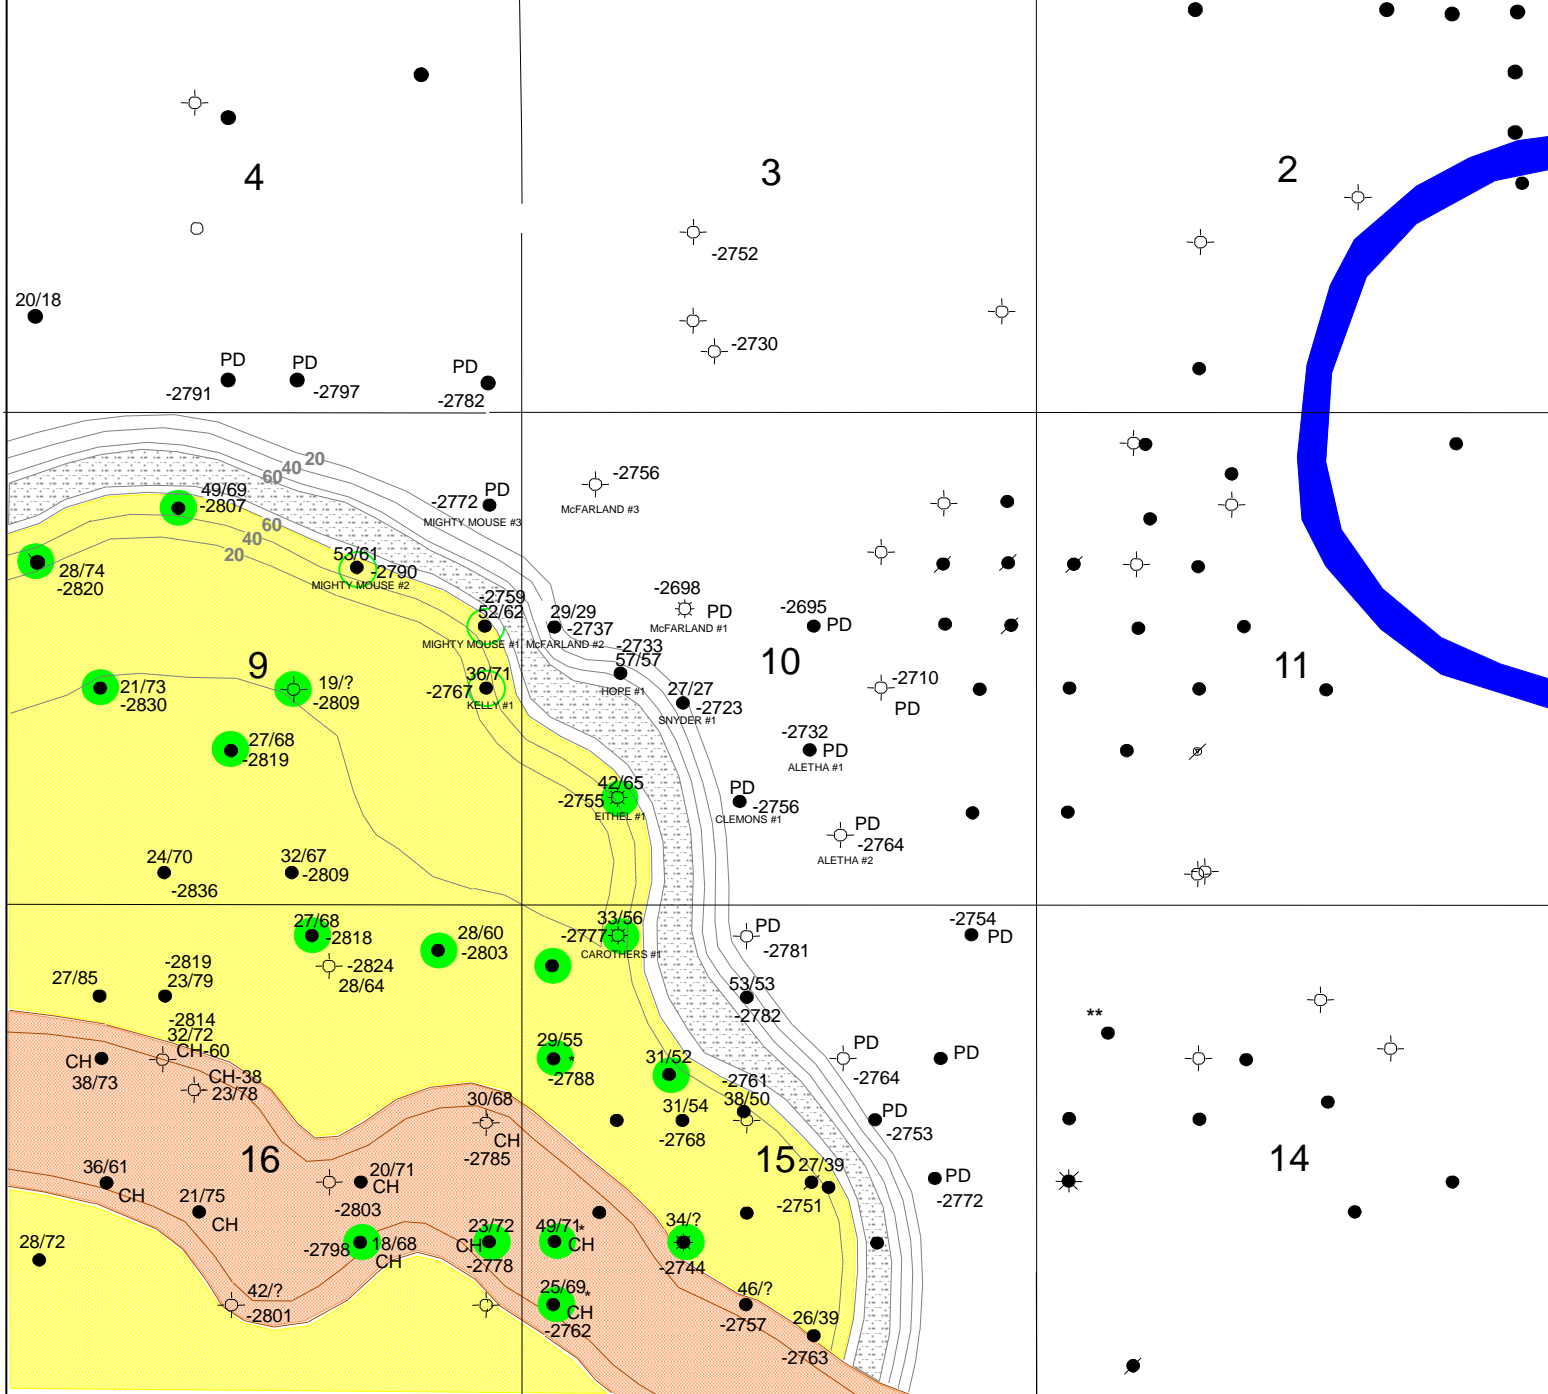 4
3
2
-2752
20/18
-2730
PD
PD
PD
-2791
-2797
-2782
20
40
60
-2756
49/69
-2807
-2772
PD
McFARLAND #3
MIGHTY MOUSE #3
60
40
20
53/61
-2790
28/74
-2820
MIGHTY MOUSE #2
-2759
-2698
52/62
29/29
PD
-2695
PD
-2737
McFARLAND #1
MIGHTY MOUSE #1
McFARLAND #2
-2733
9
10
11
57/57
36/71
-2710
21/73
19/?
-2767
HOPE #1
27/27
-2830
-2809
KELLY #1
-2723
PD
SNYDER #1
-2732
27/68
PD
-2819
ALETHA #1
42/65
PD
-2755
-2756
EITHEL #1
CLEMONS #1
PD
-2764
24/70
32/67
ALETHA #2
-2836
-2809
27/68
33/56
PD
-2754
-2818
28/60
-2777
PD
-2803
-2781
CAROTHERS #1
-2819
-2824
27/85
23/79
28/64
53/53
-2814
-2782
**
32/72
CH-60
29/55
*
31/52
PD
PD
CH
38/73
CH-38
-2788
-2764
23/78
-2761
30/68
31/54
38/50
PD
CH
-2768
-2753
-2785
16
15
14
36/61
20/71
27/39
PD
CH
CH
-2751
-2772
21/75
-2803
CH
34/?
28/72
-2798
18/68
23/72
49/71*
CH
CH
CH
-2778
-2744
42/?
25/69*
46/?
-2801
CH
-2757
-2762
26/39
-2763